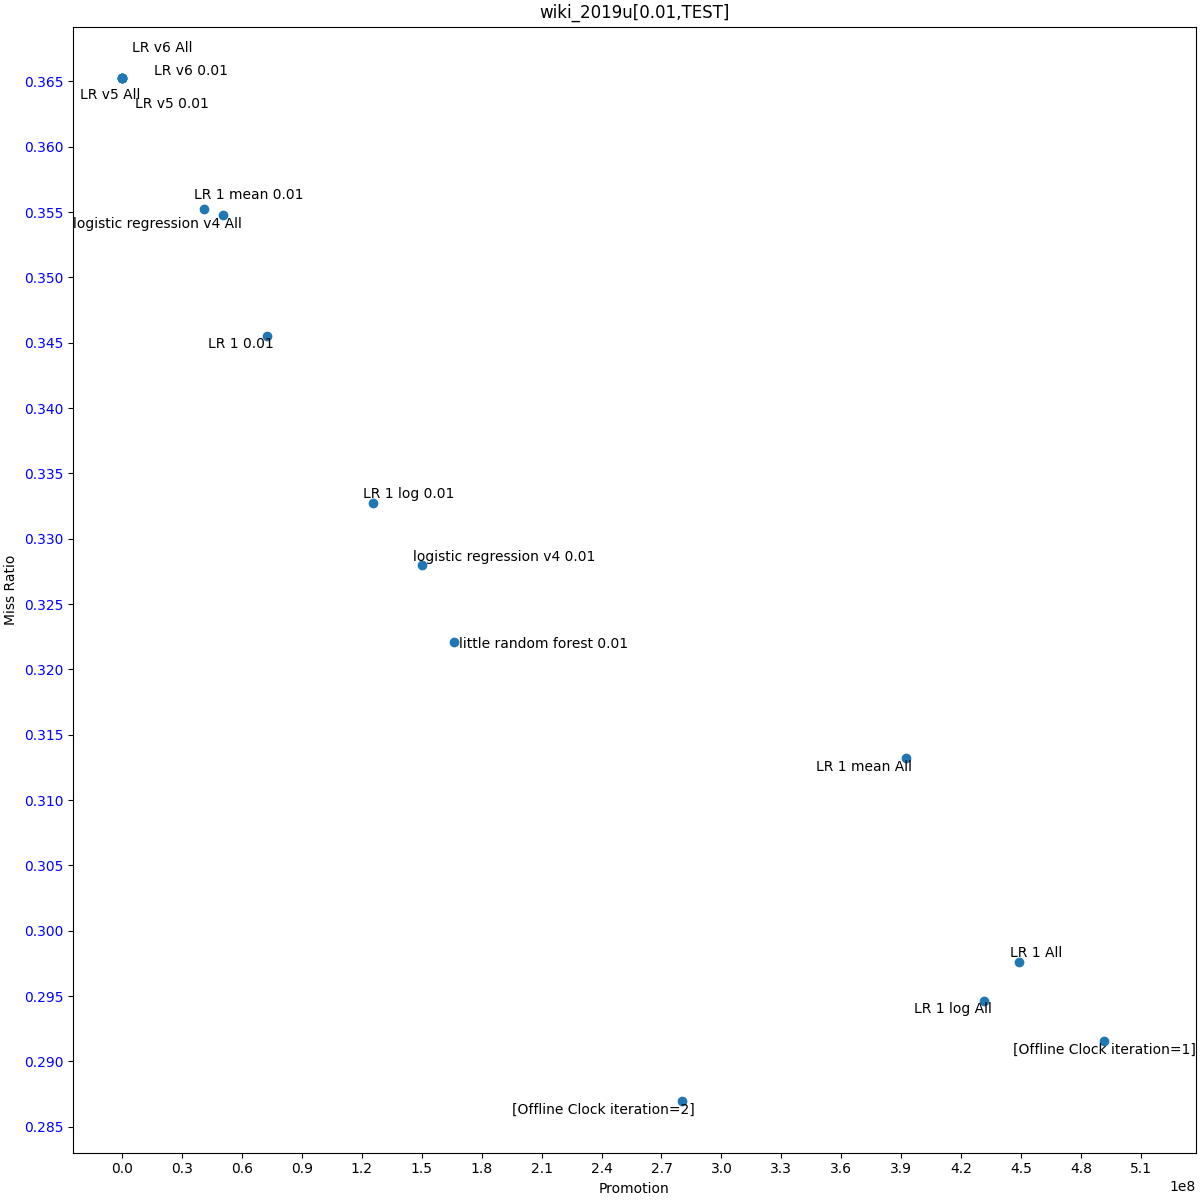 wiki_2019u[0.01,TEST]
LR v6 All
LR v6 0.01
LR v5 All
LR v5 0.01
LR 1 mean 0.01
logistic regression v4 All
LR 1 0.01
LR 1 log 0.01
logistic regression v4 0.01
little random forest 0.01
LR 1 mean All
LR 1 All
LR 1 log All
[Offline Clock iteration=1]
[Offline Clock iteration=2]
Miss Ratio
0.365
0.360
0.355
0.350
0.345
0.340
0.335
0.330
0.325
0.320
0.315
0.310
0.305
0.300
0.295
0.290
0.285
0.0 0.3 0.6 0.9 1.2 1.5 1.8 2.1 2.4 2.7 3.0 3.3 3.6 3.9 4.2 4.5 4.8 5.1
1e8
Promotion